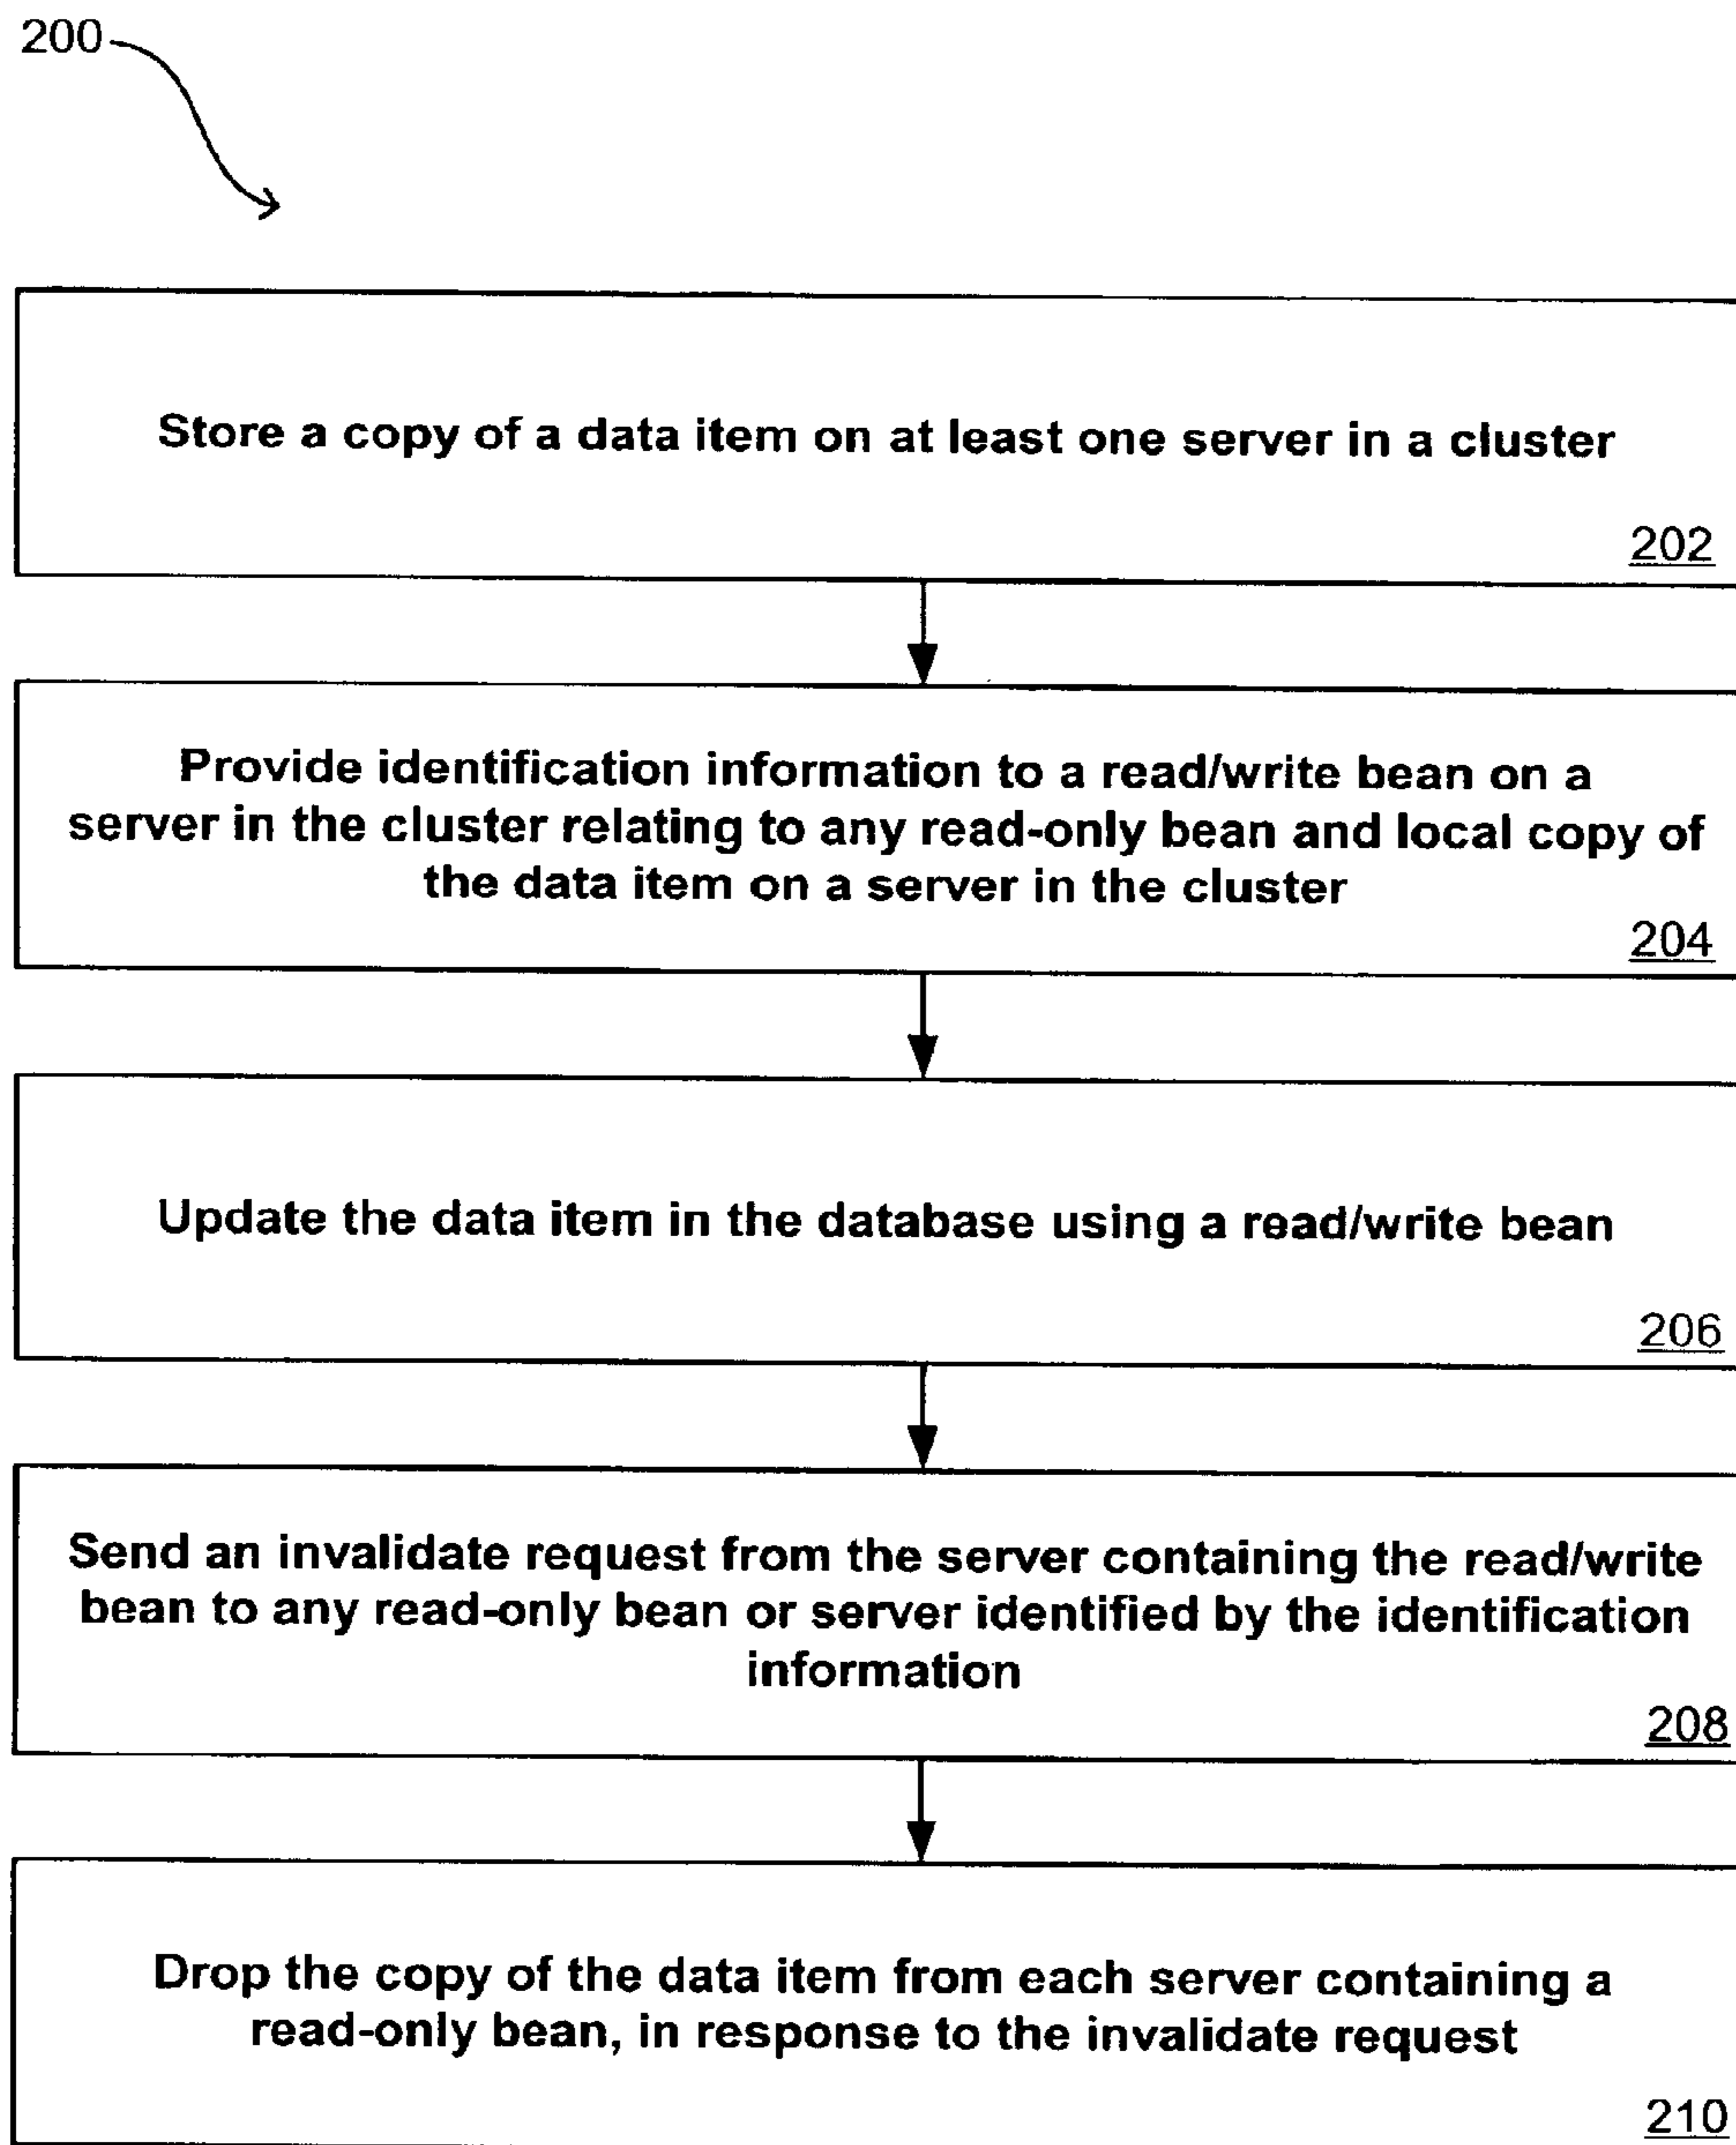 200
Store a copy of a data item on at least one server in a cluster
202
Provide identification information to a read/write bean on a
server in the cluster relating to any read-only bean and local copy of
the data item on a server in the cluster
204
Update the data item in the database using a read/write bean
206
Send an invalidate request from the server containing the read/write
bean to any read-only bean or server identified by the identification
information
208
Drop the copy of the data item from each server containing a
read-only bean, in response to the invalidate request
210